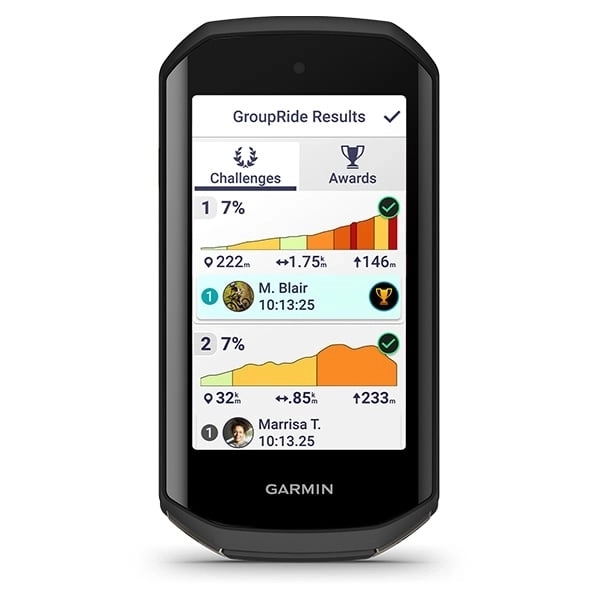 GroupRide Results
Challenges Awards
1 7%
222m 1.75km 146m
1 M. Blair
10:13:25
2 7%
32km .85km 233m
1 Marrisa T.
10:13.25
GARMIN